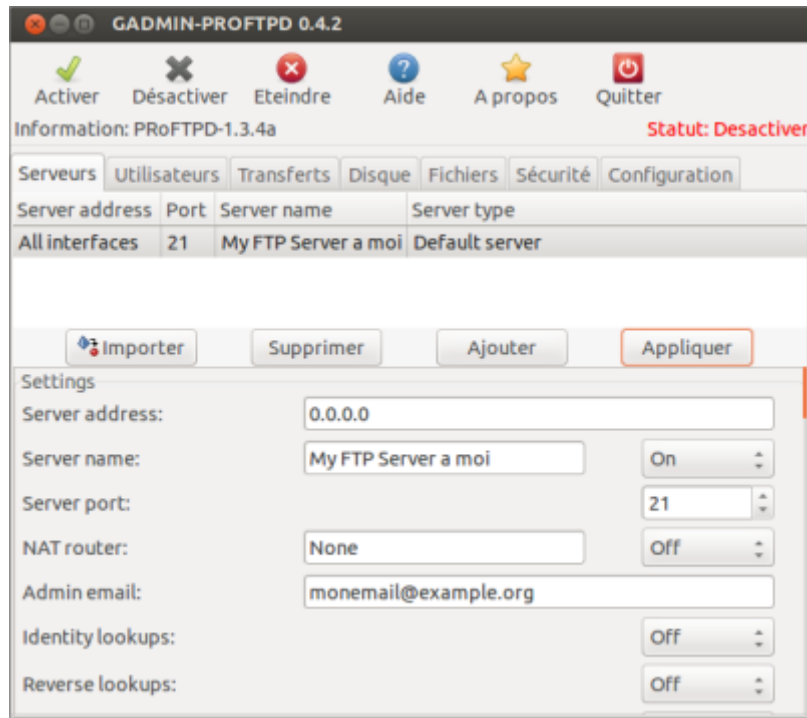 GADMIN-PROFTPD 0.4.2
Activer Désactiver Eteindre Aide A propos Quitter
Information: PRoFTPD-1.3.4a Statut: Desactiver
Serveurs Utilisateurs Transferts Disque Fichiers Sécurité Configuration
Server address Port Server name Server type
All interfaces 21 My FTP Server a moi Default server
Importer Supprimer Ajouter Appliquer
Settings
Server address: 0.0.0.0
Server name: My FTP Server a moi On
Server port: 21
NAT router: None Off
Admin email: monemail@example.org
Identity lookups: Off
Reverse lookups: Off